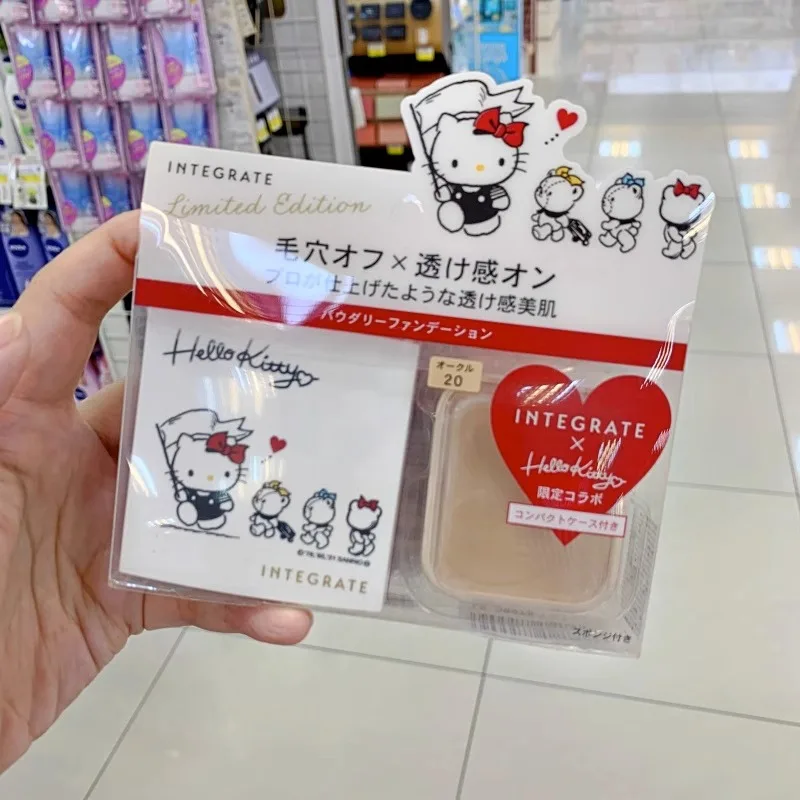 INTEGRATE
Limited Edition
毛穴オフ×透け感オン
プロが仕上げたような透け感美肌
パウダリーファンデーション
Hello Kitty
INTEGRATE
オークル
20
INTEGRATE
×
Hello Kitty
限定コラボ
コンパクトケース付き
スポンジ付き
NIVEA